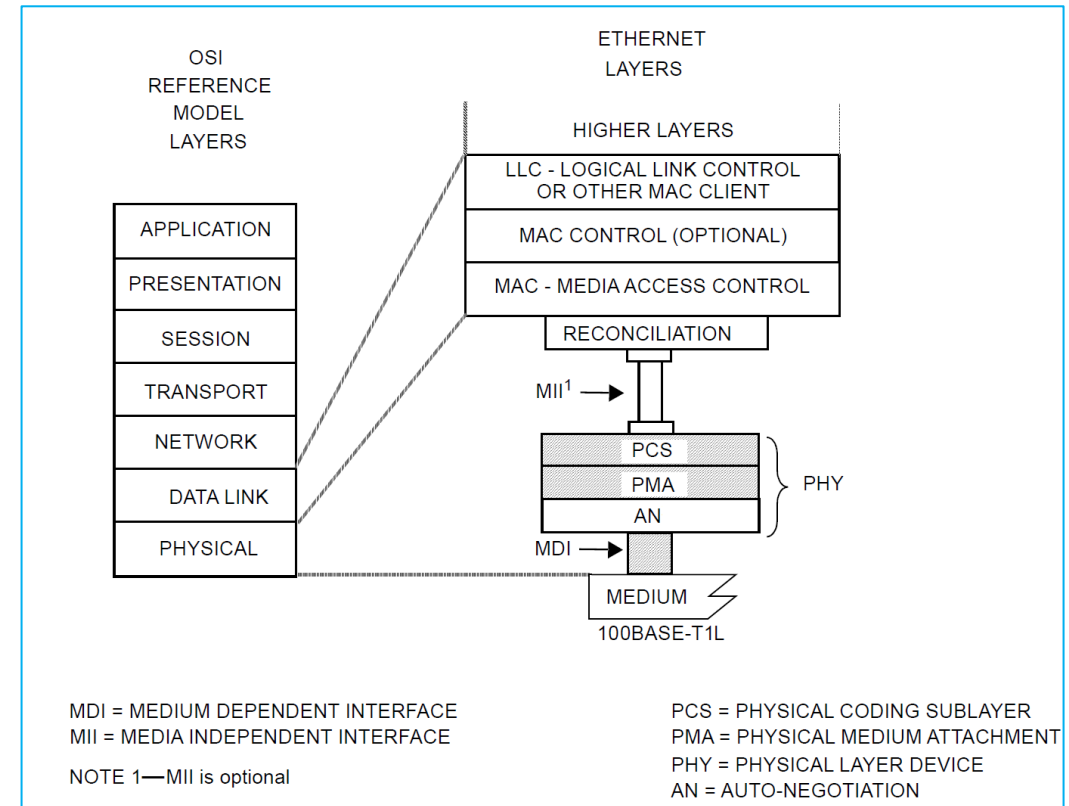 OSI
REFERENCE
MODEL
LAYERS
ETHERNET
LAYERS
HIGHER LAYERS
LLC - LOGICAL LINK CONTROL
OR OTHER MAC CLIENT
MAC CONTROL (OPTIONAL)
MAC - MEDIA ACCESS CONTROL
RECONCILIATION
APPLICATION
PRESENTATION
SESSION
TRANSPORT
NETWORK
DATA LINK
PHYSICAL
MII¹
PCS
PMA
AN
PHY
MDI
MEDIUM
100BASE-T1L
MDI = MEDIUM DEPENDENT INTERFACE
MII = MEDIA INDEPENDENT INTERFACE
NOTE 1—MII is optional
PCS = PHYSICAL CODING SUBLAYER
PMA = PHYSICAL MEDIUM ATTACHMENT
PHY = PHYSICAL LAYER DEVICE
AN = AUTO-NEGOTIATION